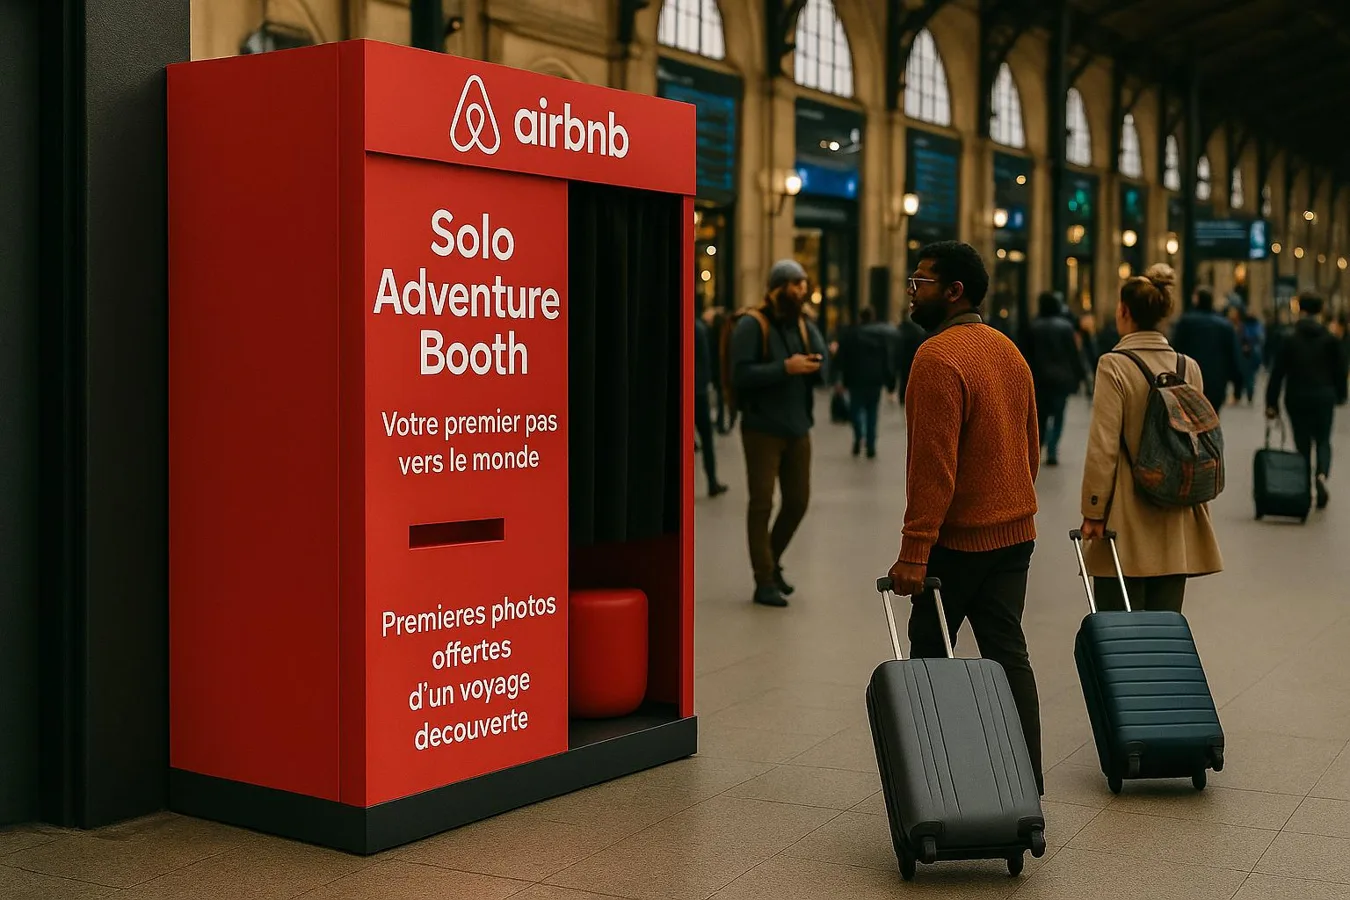 airbnb
Solo
Adventure
Booth
Votre premier pas
vers le monde
Premieres photos
offertes
d'un voyage
decouverte